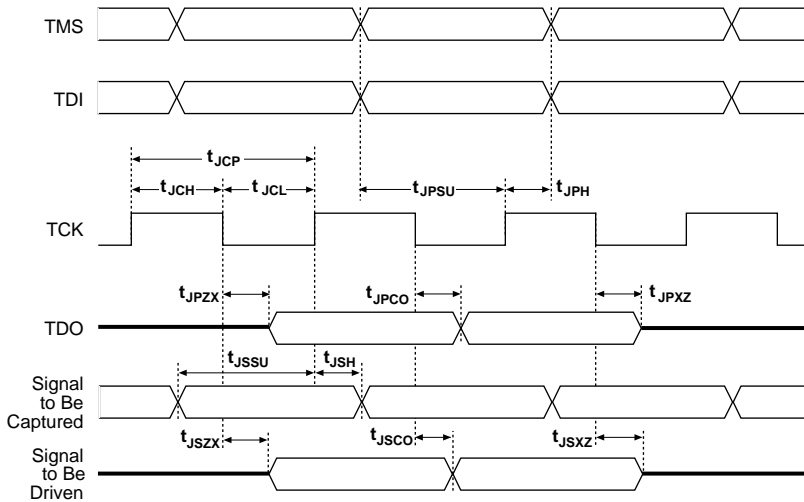 TMS
TDI
tJCP
tJCH
tJCL
tJPSU
tJPH
TCK
tJPZX
tJPCO
tJPXZ
TDO
tJSSU
tJSH
Signal
to Be
Captured
tJSZX
tJSCO
tJSXZ
Signal
to Be
Driven